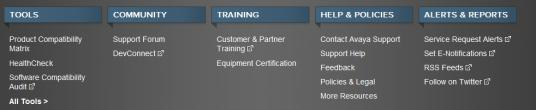 TOOLS
Product Compatibility
Matrix
HealthCheck
Software Compatibility
Audit
All Tools >
COMMUNITY
Support Forum
DevConnect
TRAINING
Customer & Partner
Training
Equipment Certification
HELP & POLICIES
Contact Avaya Support
Support Help
Feedback
Policies & Legal
More Resources
ALERTS & REPORTS
Service Request Alerts
Set E-Notifications
RSS Feeds
Follow on Twitter